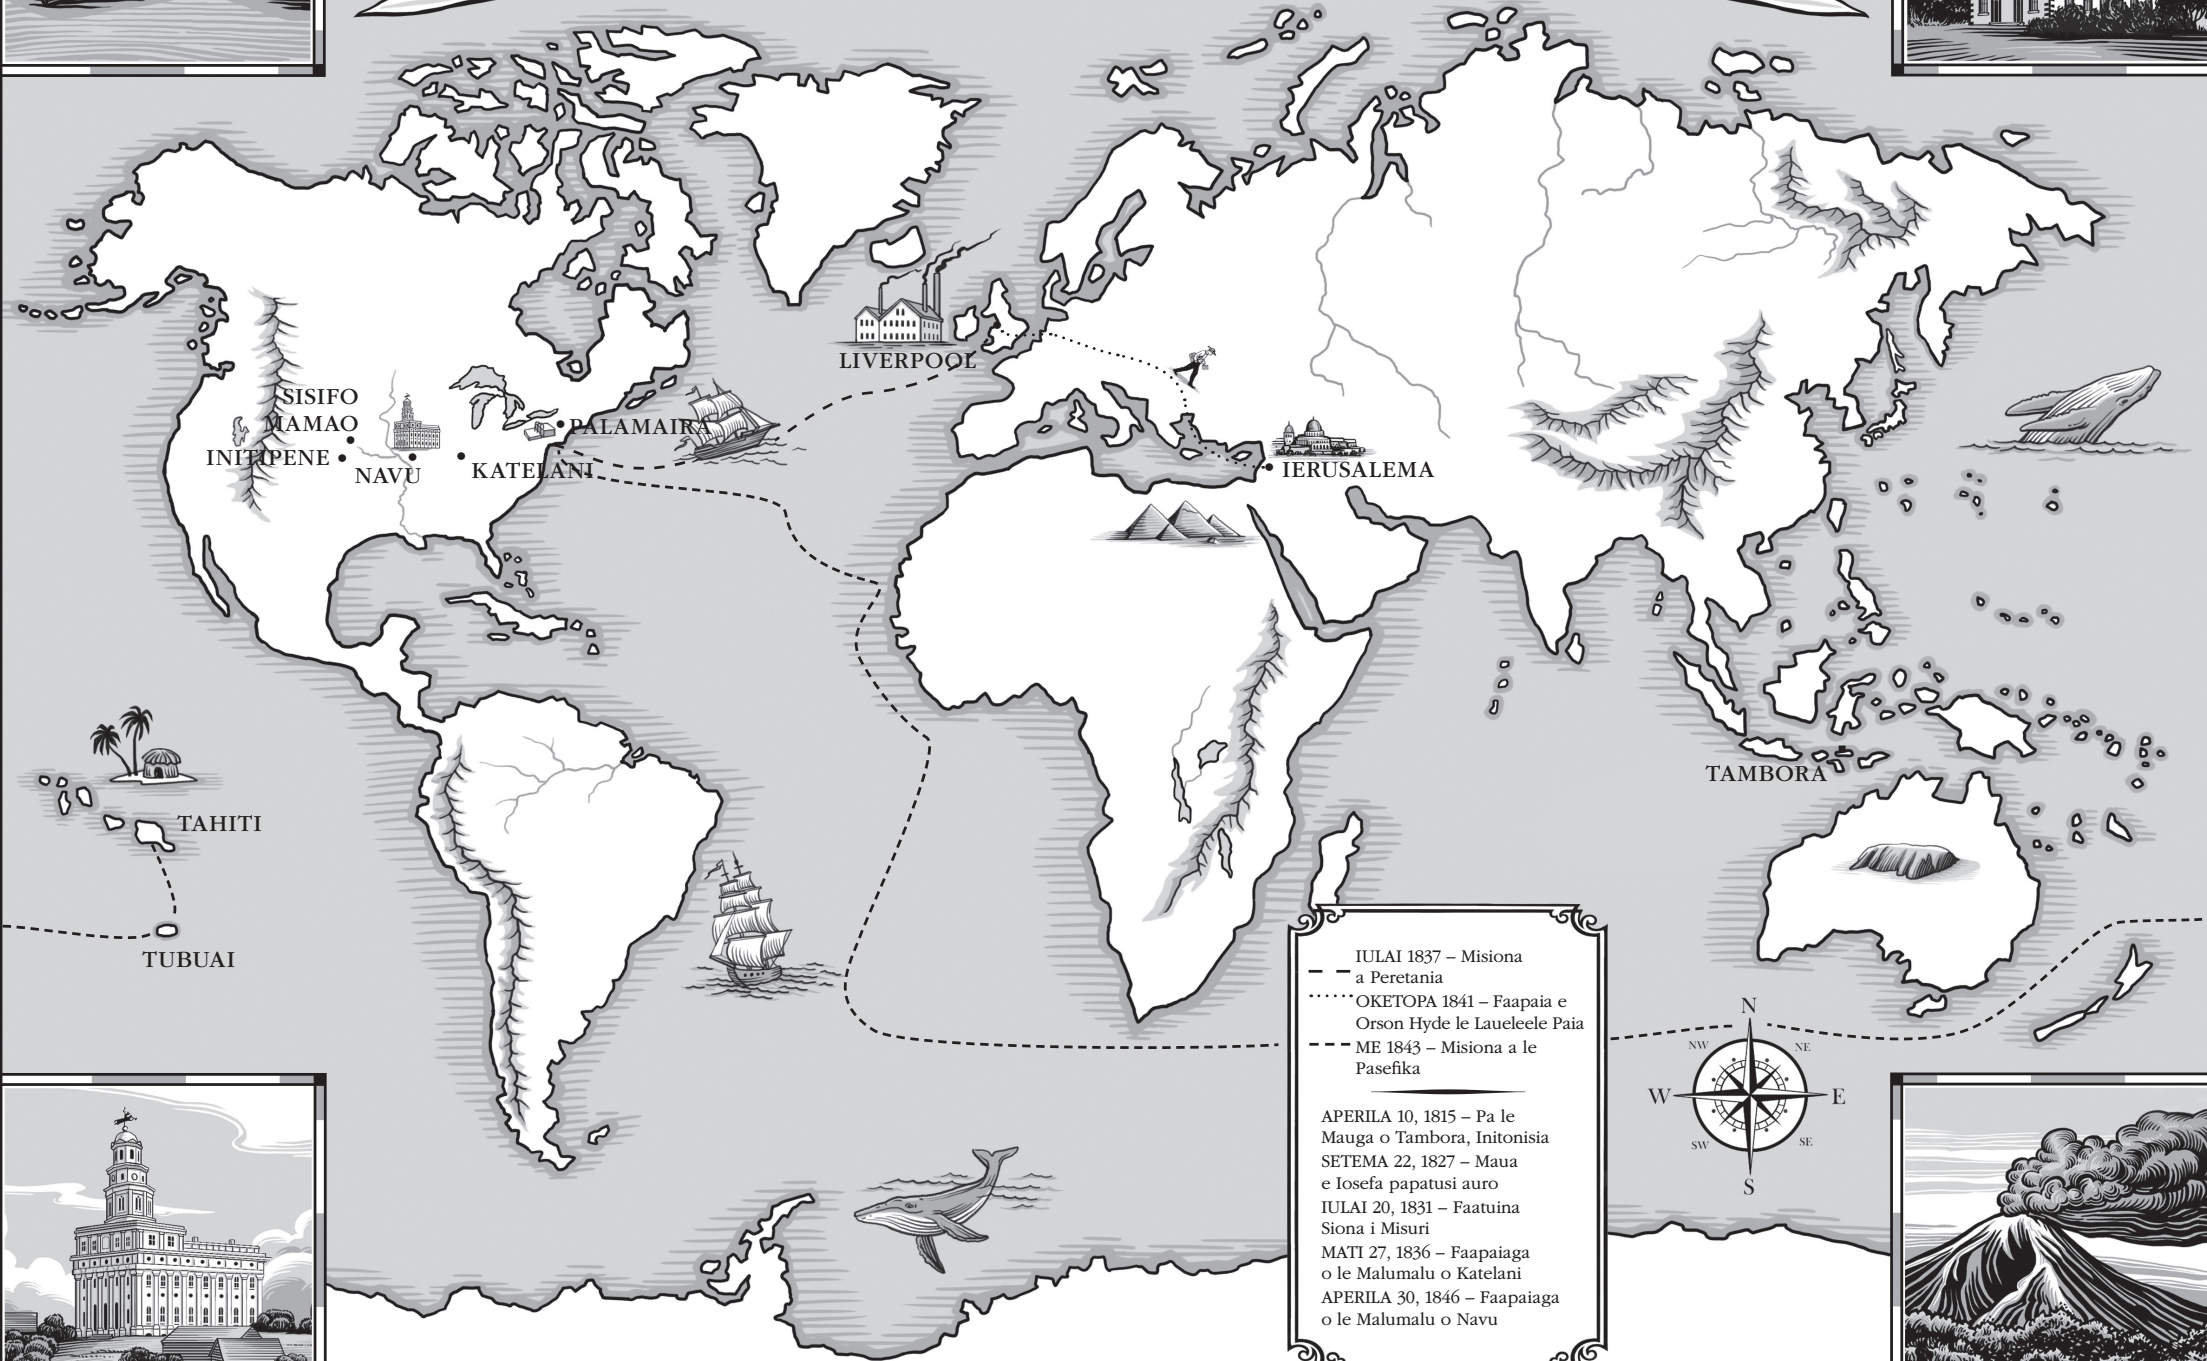 LIVERPOOL
SISIFO
MAMAO
PALAMAIRA
INITIPENE
NAVU
KATELANI
IERUSALEMA
TAHITI
TAMBORA
TUBUAI
IULAI 1837 – Misiona
a Peretania
OKETOPA 1841 – Faapaia e
Orson Hyde le Laueleele Paia
ME 1843 – Misiona a le
Pasefika
APERILA 10, 1815 – Pa le
Mauga o Tambora, Initonisia
SETEMA 22, 1827 – Maua
e Iosefa papatusi auro
IULAI 20, 1831 – Faatuina
Siona i Misuri
MATI 27, 1836 – Faapaiaga
o le Malumalu o Katelani
APERILA 30, 1846 – Faapaiaga
o le Malumalu o Navu
N
NW
NE
W
E
SW
SE
S